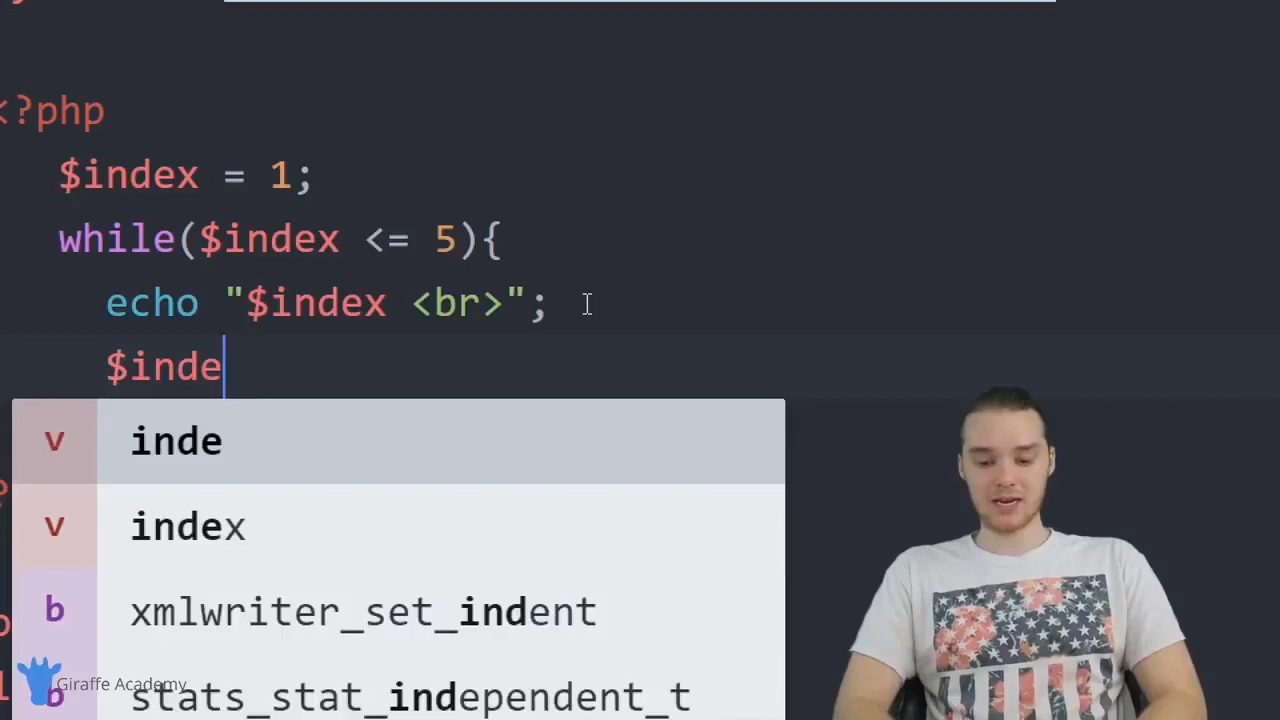 <?php
$index = 1;
while($index <= 5){
echo "$index <br>";
$inde
v inde
v index
b xmlwriter_set_indent
b stats_stat_independent_t
Giraffe Academy